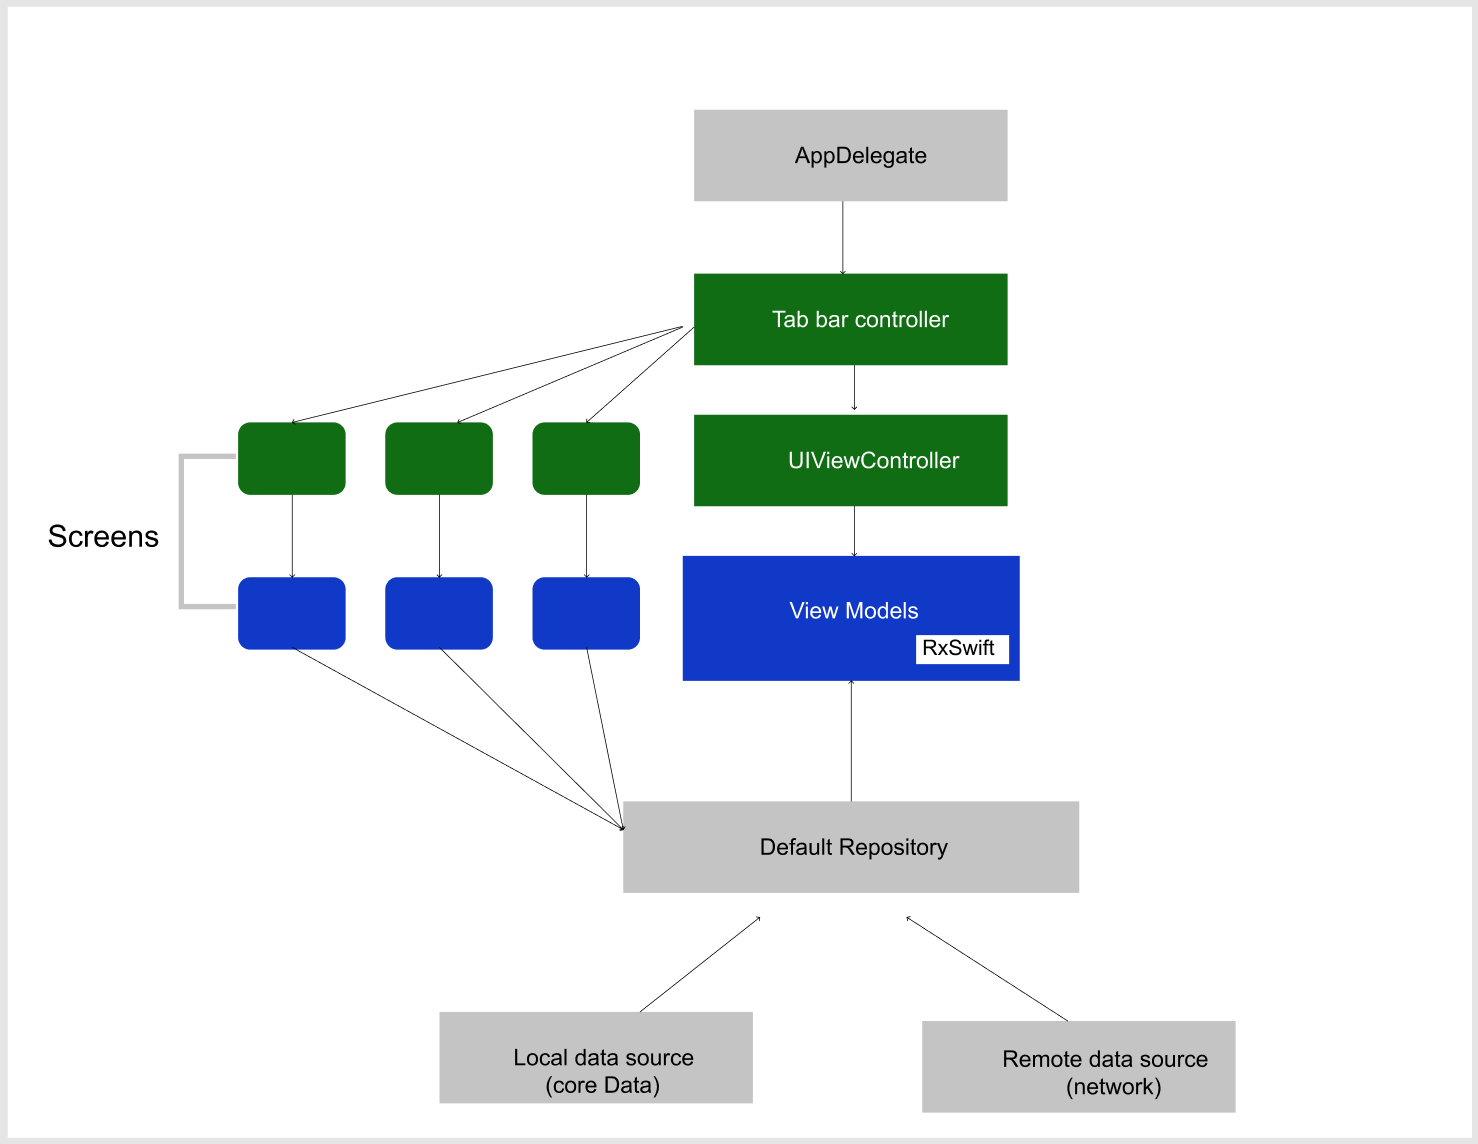 AppDelegate
Tab bar controller
UIViewController
Screens
View Models
RxSwift
Default Repository
Local data source
(core Data)
Remote data source
(network)